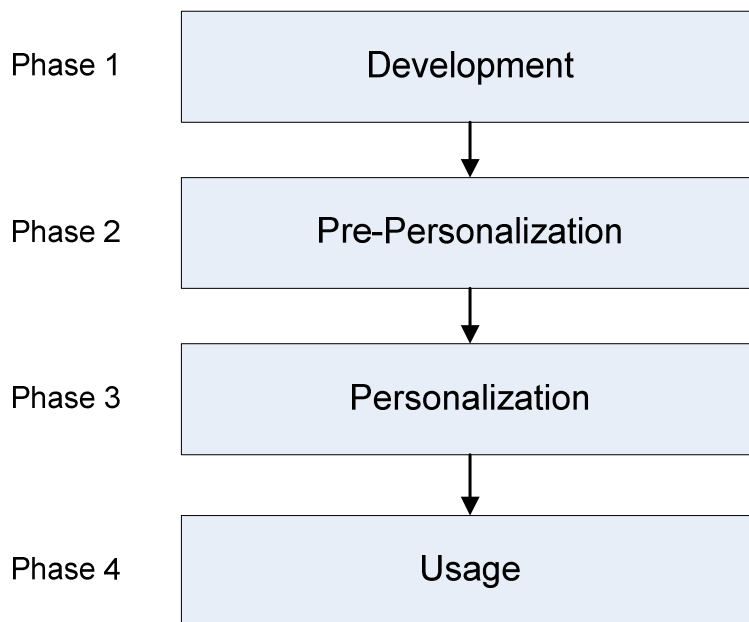 Phase 1
Development
Phase 2
Pre-Personalization
Phase 3
Personalization
Phase 4
Usage